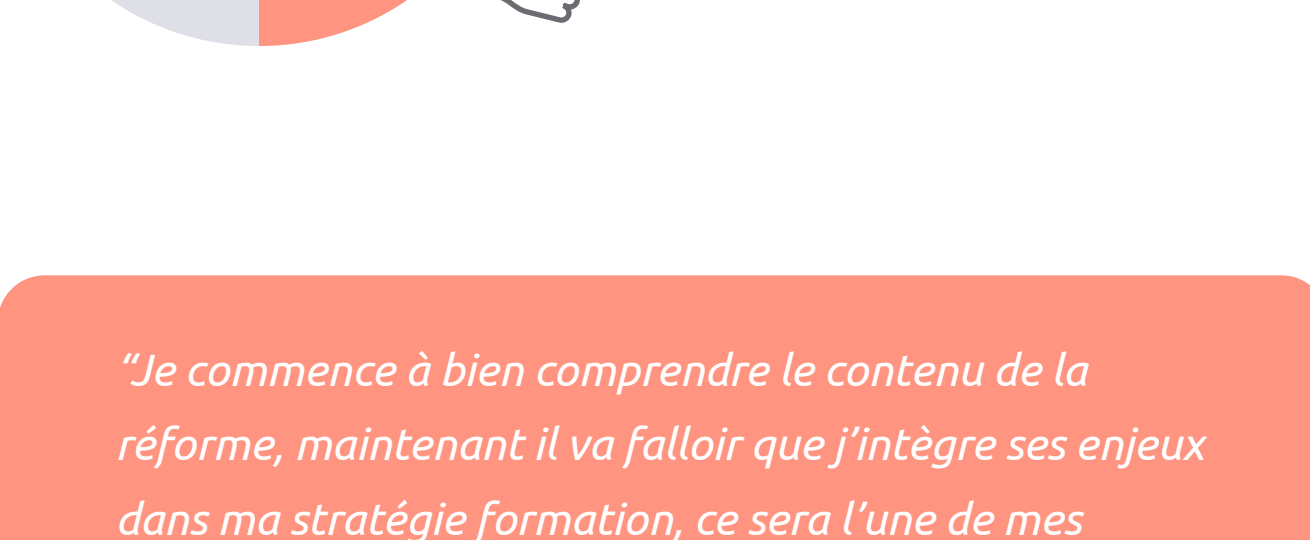 “Je commence à bien comprendre le contenu de la
réforme, maintenant il va falloir que j’intègre ses enjeux
dans ma stratégie formation, ce sera l’une de mes